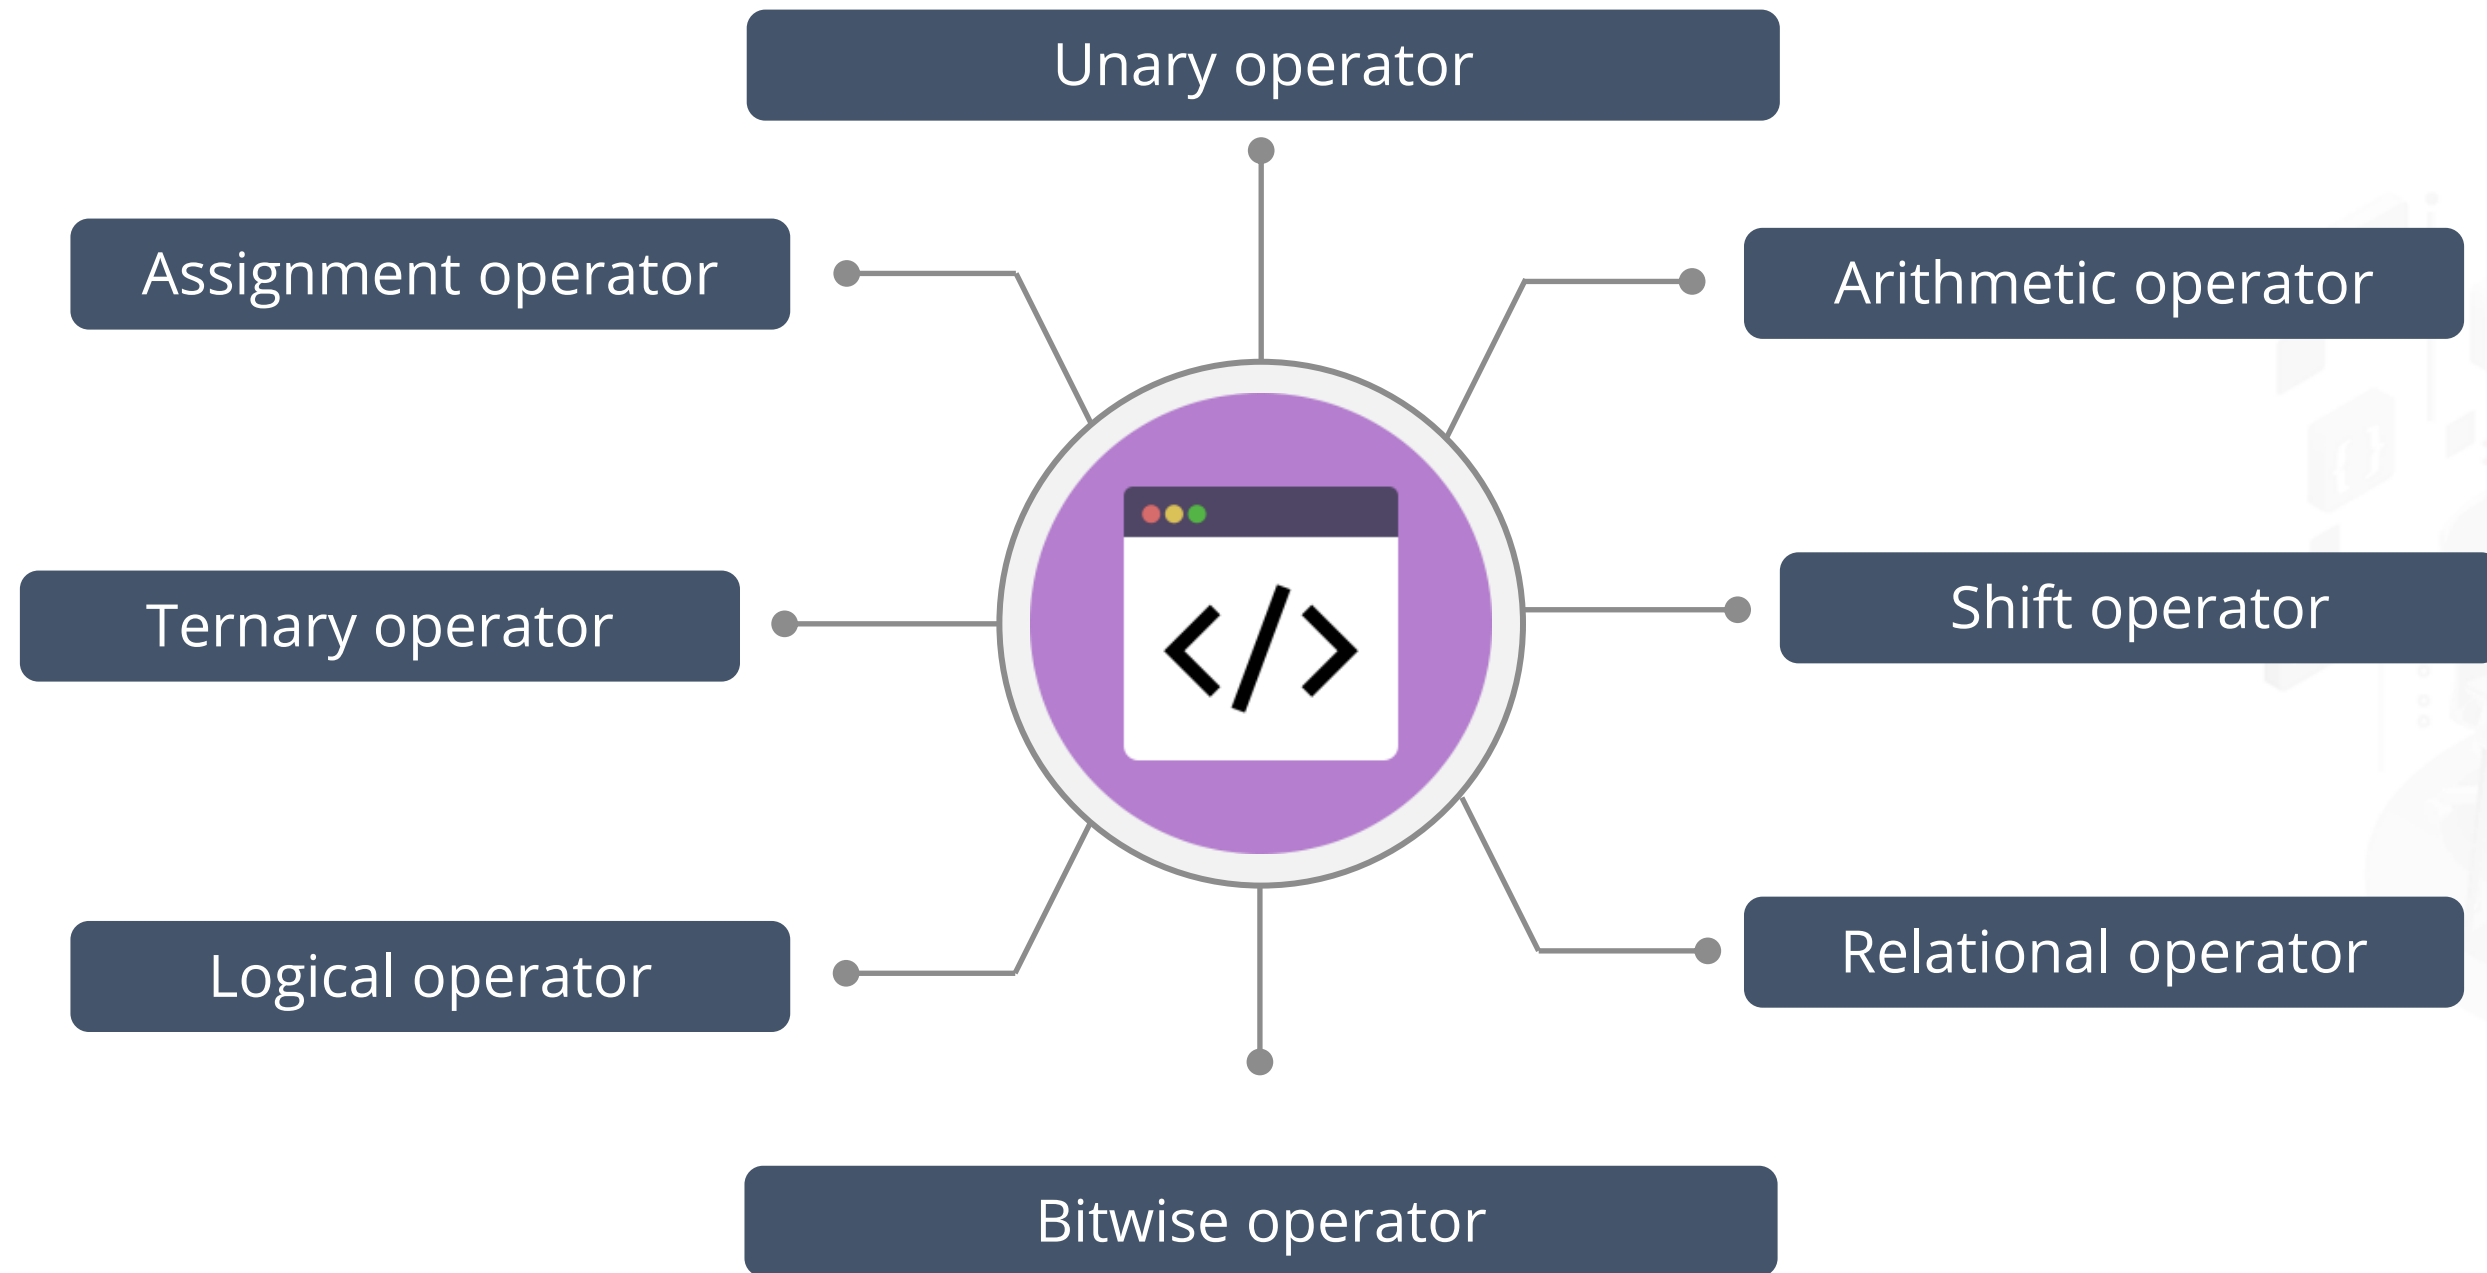 Unary operator
Assignment operator
Arithmetic operator
Ternary operator
Shift operator
Logical operator
Relational operator
Bitwise operator